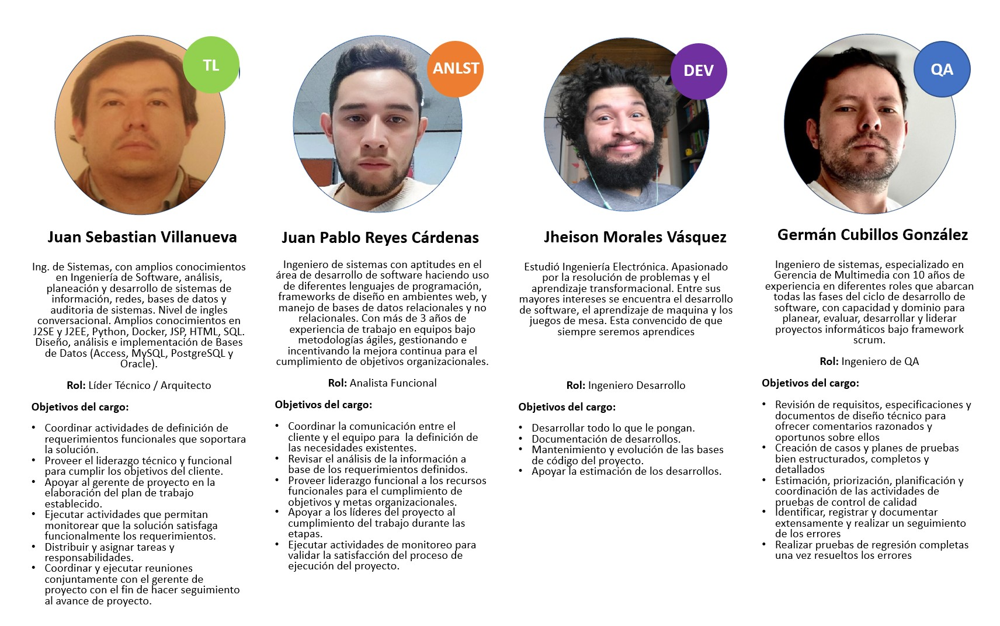 TL
Juan Sebastian Villanueva
Ing. de Sistemas, con amplios conocimientos
en Ingeniería de Software, análisis,
planeación y desarrollo de sistemas de
información, redes, bases de datos y
auditoria de sistemas. Nivel de ingles
conversacional. Amplios conocimientos en
J2SE y J2EE, Python, Docker, JSP, HTML, SQL.
Diseño, análisis e implementación de Bases
de Datos (Access, MySQL, PostgreSQL y
Oracle).
Rol: Líder Técnico / Arquitecto
Objetivos del cargo:
• Coordinar actividades de definición de
requerimientos funcionales que soportara
la solución.
• Proveer el liderazgo técnico y funcional
para cumplir los objetivos del cliente.
• Apoyar al gerente de proyecto en la
elaboración del plan de trabajo
establecido.
• Ejecutar actividades que permitan
monitorear que la solución satisfaga
funcionalmente los requerimientos.
• Distribuir y asignar tareas y
responsabilidades.
• Coordinar y ejecutar reuniones
conjuntamente con el gerente de
proyecto con el fin de hacer seguimiento
al avance de proyecto.
ANLST
Juan Pablo Reyes Cárdenas
Ingeniero de sistemas con aptitudes en el
área de desarrollo de software haciendo uso
de diferentes lenguajes de programación,
frameworks de diseño en ambientes web, y
manejo de bases de datos relacionales y no
relacionales. Con más de 3 años de
experiencia de trabajo en equipos bajo
metodologías ágiles, gestionando e
incentivando la mejora continua para el
cumplimiento de objetivos organizacionales.
Rol: Analista Funcional
Objetivos del cargo:
• Coordinar la comunicación entre el
cliente y el equipo para  la definición de
las necesidades existentes.
• Revisar el análisis de la información a
base de los requerimientos definidos.
• Proveer liderazgo funcional a los recursos
funcionales para el cumplimiento de
objetivos y metas organizacionales.
• Apoyar a los líderes del proyecto al
cumplimiento del trabajo durante las
etapas.
• Ejecutar actividades de monitoreo para
validar la satisfacción del proceso de
ejecución del proyecto.
DEV
Jheison Morales Vásquez
Estudió Ingeniería Electrónica. Apasionado
por la resolución de problemas y el
aprendizaje transformacional. Entre sus
mayores intereses se encuentra el desarrollo
de software, el aprendizaje de maquina y los
juegos de mesa. Esta convencido de que
siempre seremos aprendices
Rol: Ingeniero Desarrollo
Objetivos del cargo:
• Desarrollar todo lo que le pongan.
• Documentación de desarrollos.
• Mantenimiento y evolución de las bases
de código del proyecto.
• Apoyar la estimación de los desarrollos.
QA
Germán Cubillos González
Ingeniero de sistemas, especializado en
Gerencia de Multimedia con 10 años de
experiencia en diferentes roles que abarcan
todas las fases del ciclo de desarrollo de
software, con capacidad y dominio para
planear, evaluar, desarrollar y liderar
proyectos informáticos bajo framework
scrum.
Rol: Ingeniero de QA
Objetivos del cargo:
• Revisión de requisitos, especificaciones y
documentos de diseño técnico para
ofrecer comentarios razonados y
oportunos sobre ellos
• Creación de casos y planes de pruebas
bien estructurados, completos y
detallados
• Estimación, priorización, planificación y
coordinación de las actividades de
pruebas de control de calidad
• Identificar, registrar y documentar
extensamente y realizar un seguimiento
de los errores
• Realizar pruebas de regresión completas
una vez resueltos los errores